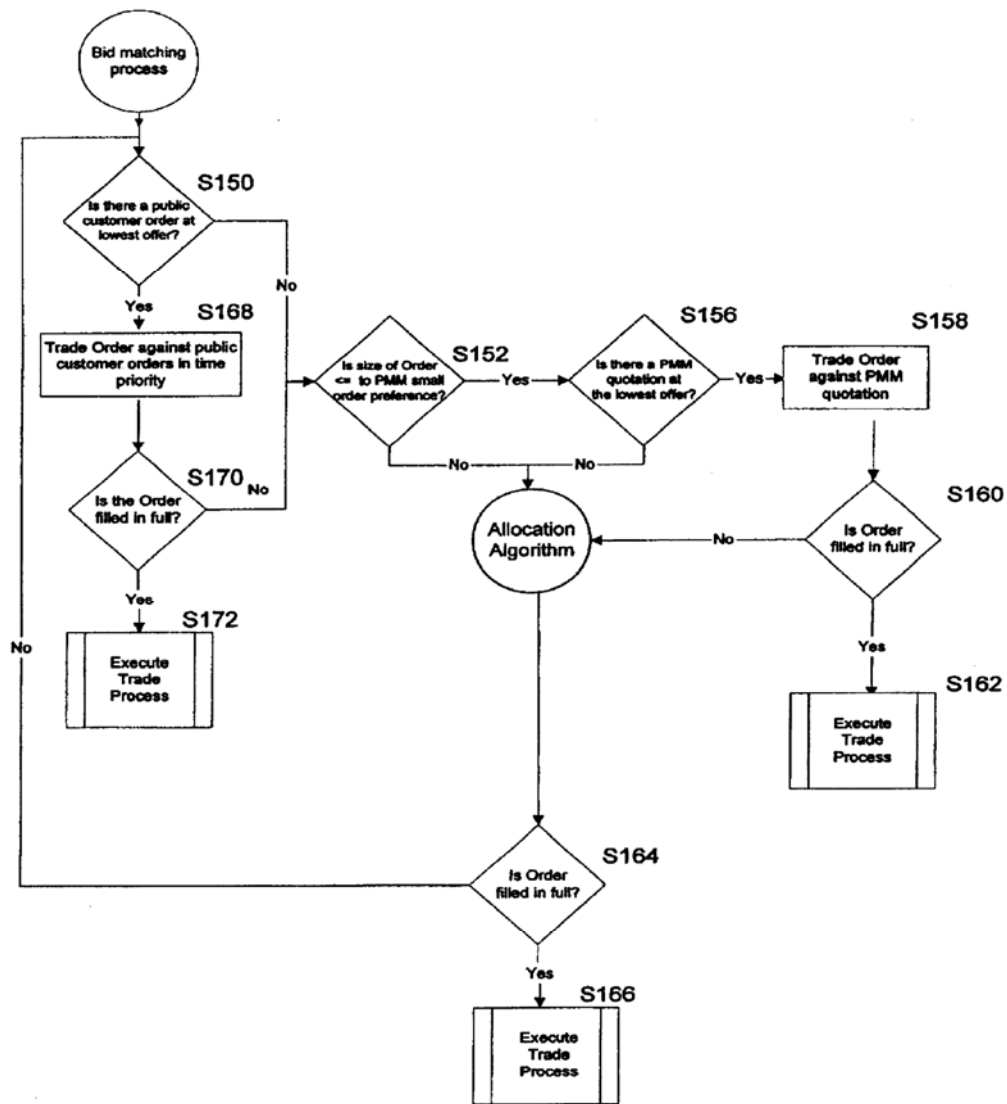 Bid matching
process
S150
Is there a public
customer order at
lowest offer?
No
Yes
S168
Trade Order against public
customer orders in time
priority
S170
Is the Order
filled in full?
No
Yes
S172
Execute
Trade
Process
S152
Is size of Order
<= to PMM small
order preference?
Yes
No
S156
Is there a PMM
quotation at
the lowest offer?
Yes
No
S158
Trade Order
against PMM
quotation
S160
Is Order
filled in full?
No
Yes
S162
Execute
Trade
Process
Allocation
Algorithm
S164
Is Order
filled in full?
No
Yes
S166
Execute
Trade
Process